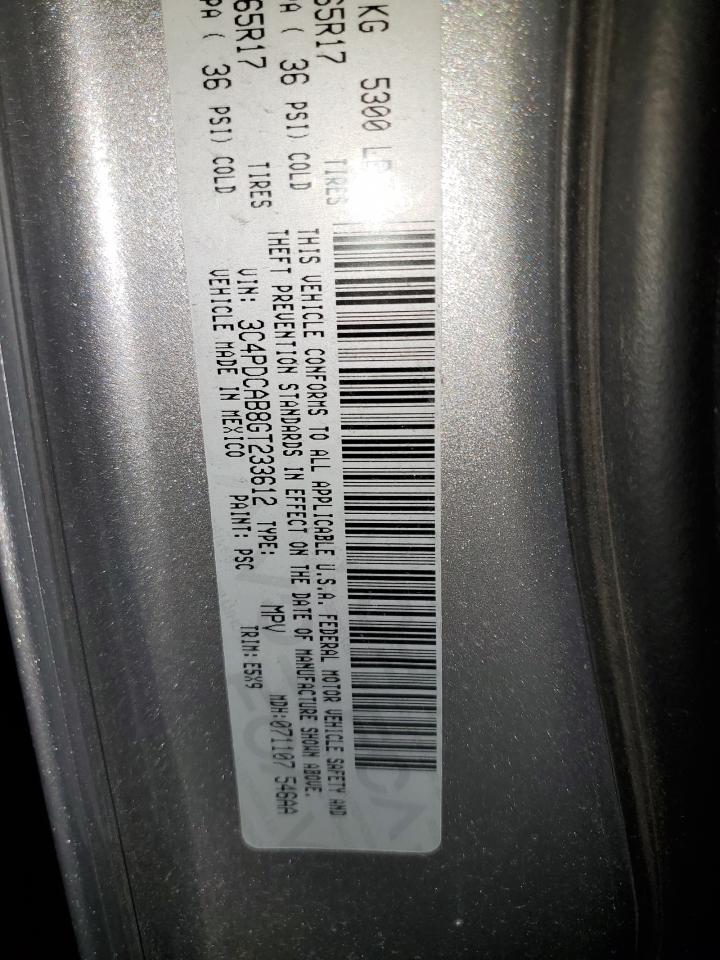 KG 5300 LB
65R17 TIRES
PA ( 36 PSI) COLD
65R17 TIRES
PA ( 36 PSI) COLD
THIS VEHICLE CONFORMS TO ALL APPLICABLE U.S.A. FEDERAL MOTOR VEHICLE SAFETY AND
THEFT PREVENTION STANDARDS IN EFFECT ON THE DATE OF MANUFACTURE SHOWN ABOVE.
VIN: 3C4PDCAB8GT233612 TYPE: MPV MDH:071107 546AA
VEHICLE MADE IN MEXICO PAINT: PSC TRIM: E5X9